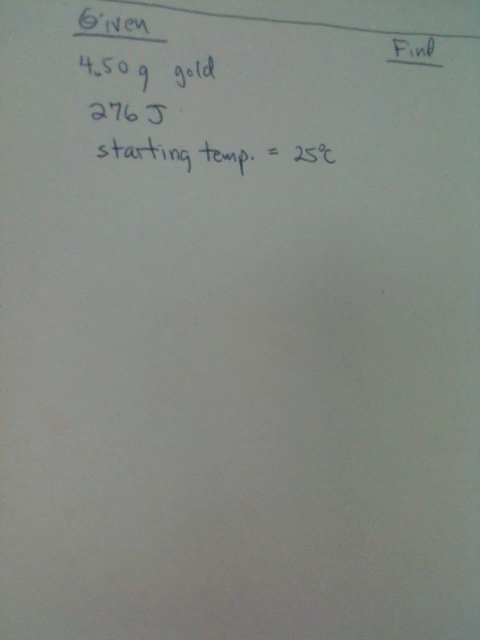 Given
Find
4.50 g gold
276 J
starting temp. = 25°C